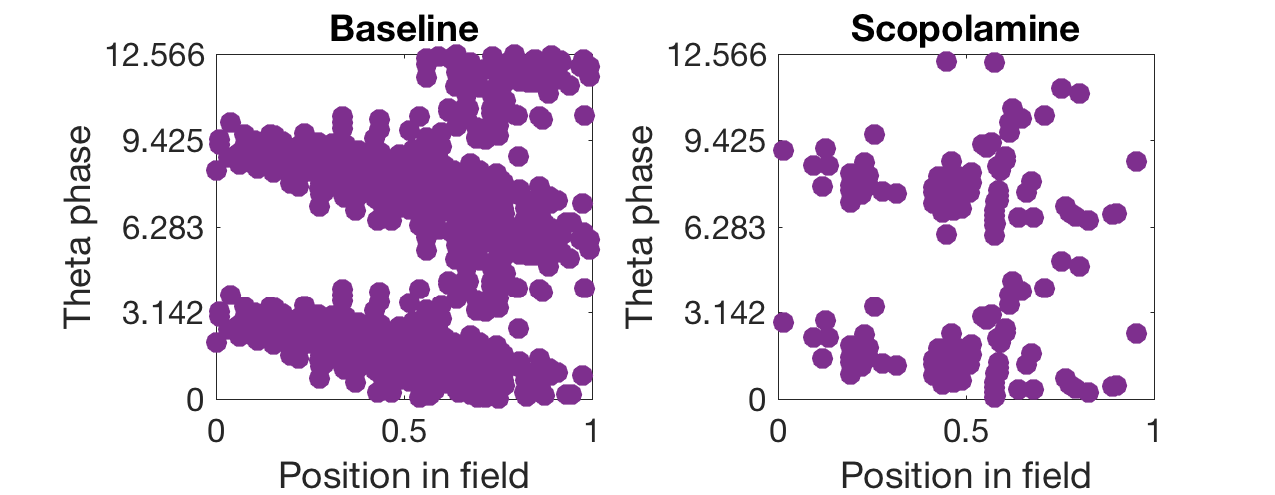 Baseline
12.566
9.425
6.283
3.142
0
0
0.5
1
Theta phase
Position in field
Scopolamine
12.566
9.425
6.283
3.142
0
0
0.5
1
Theta phase
Position in field